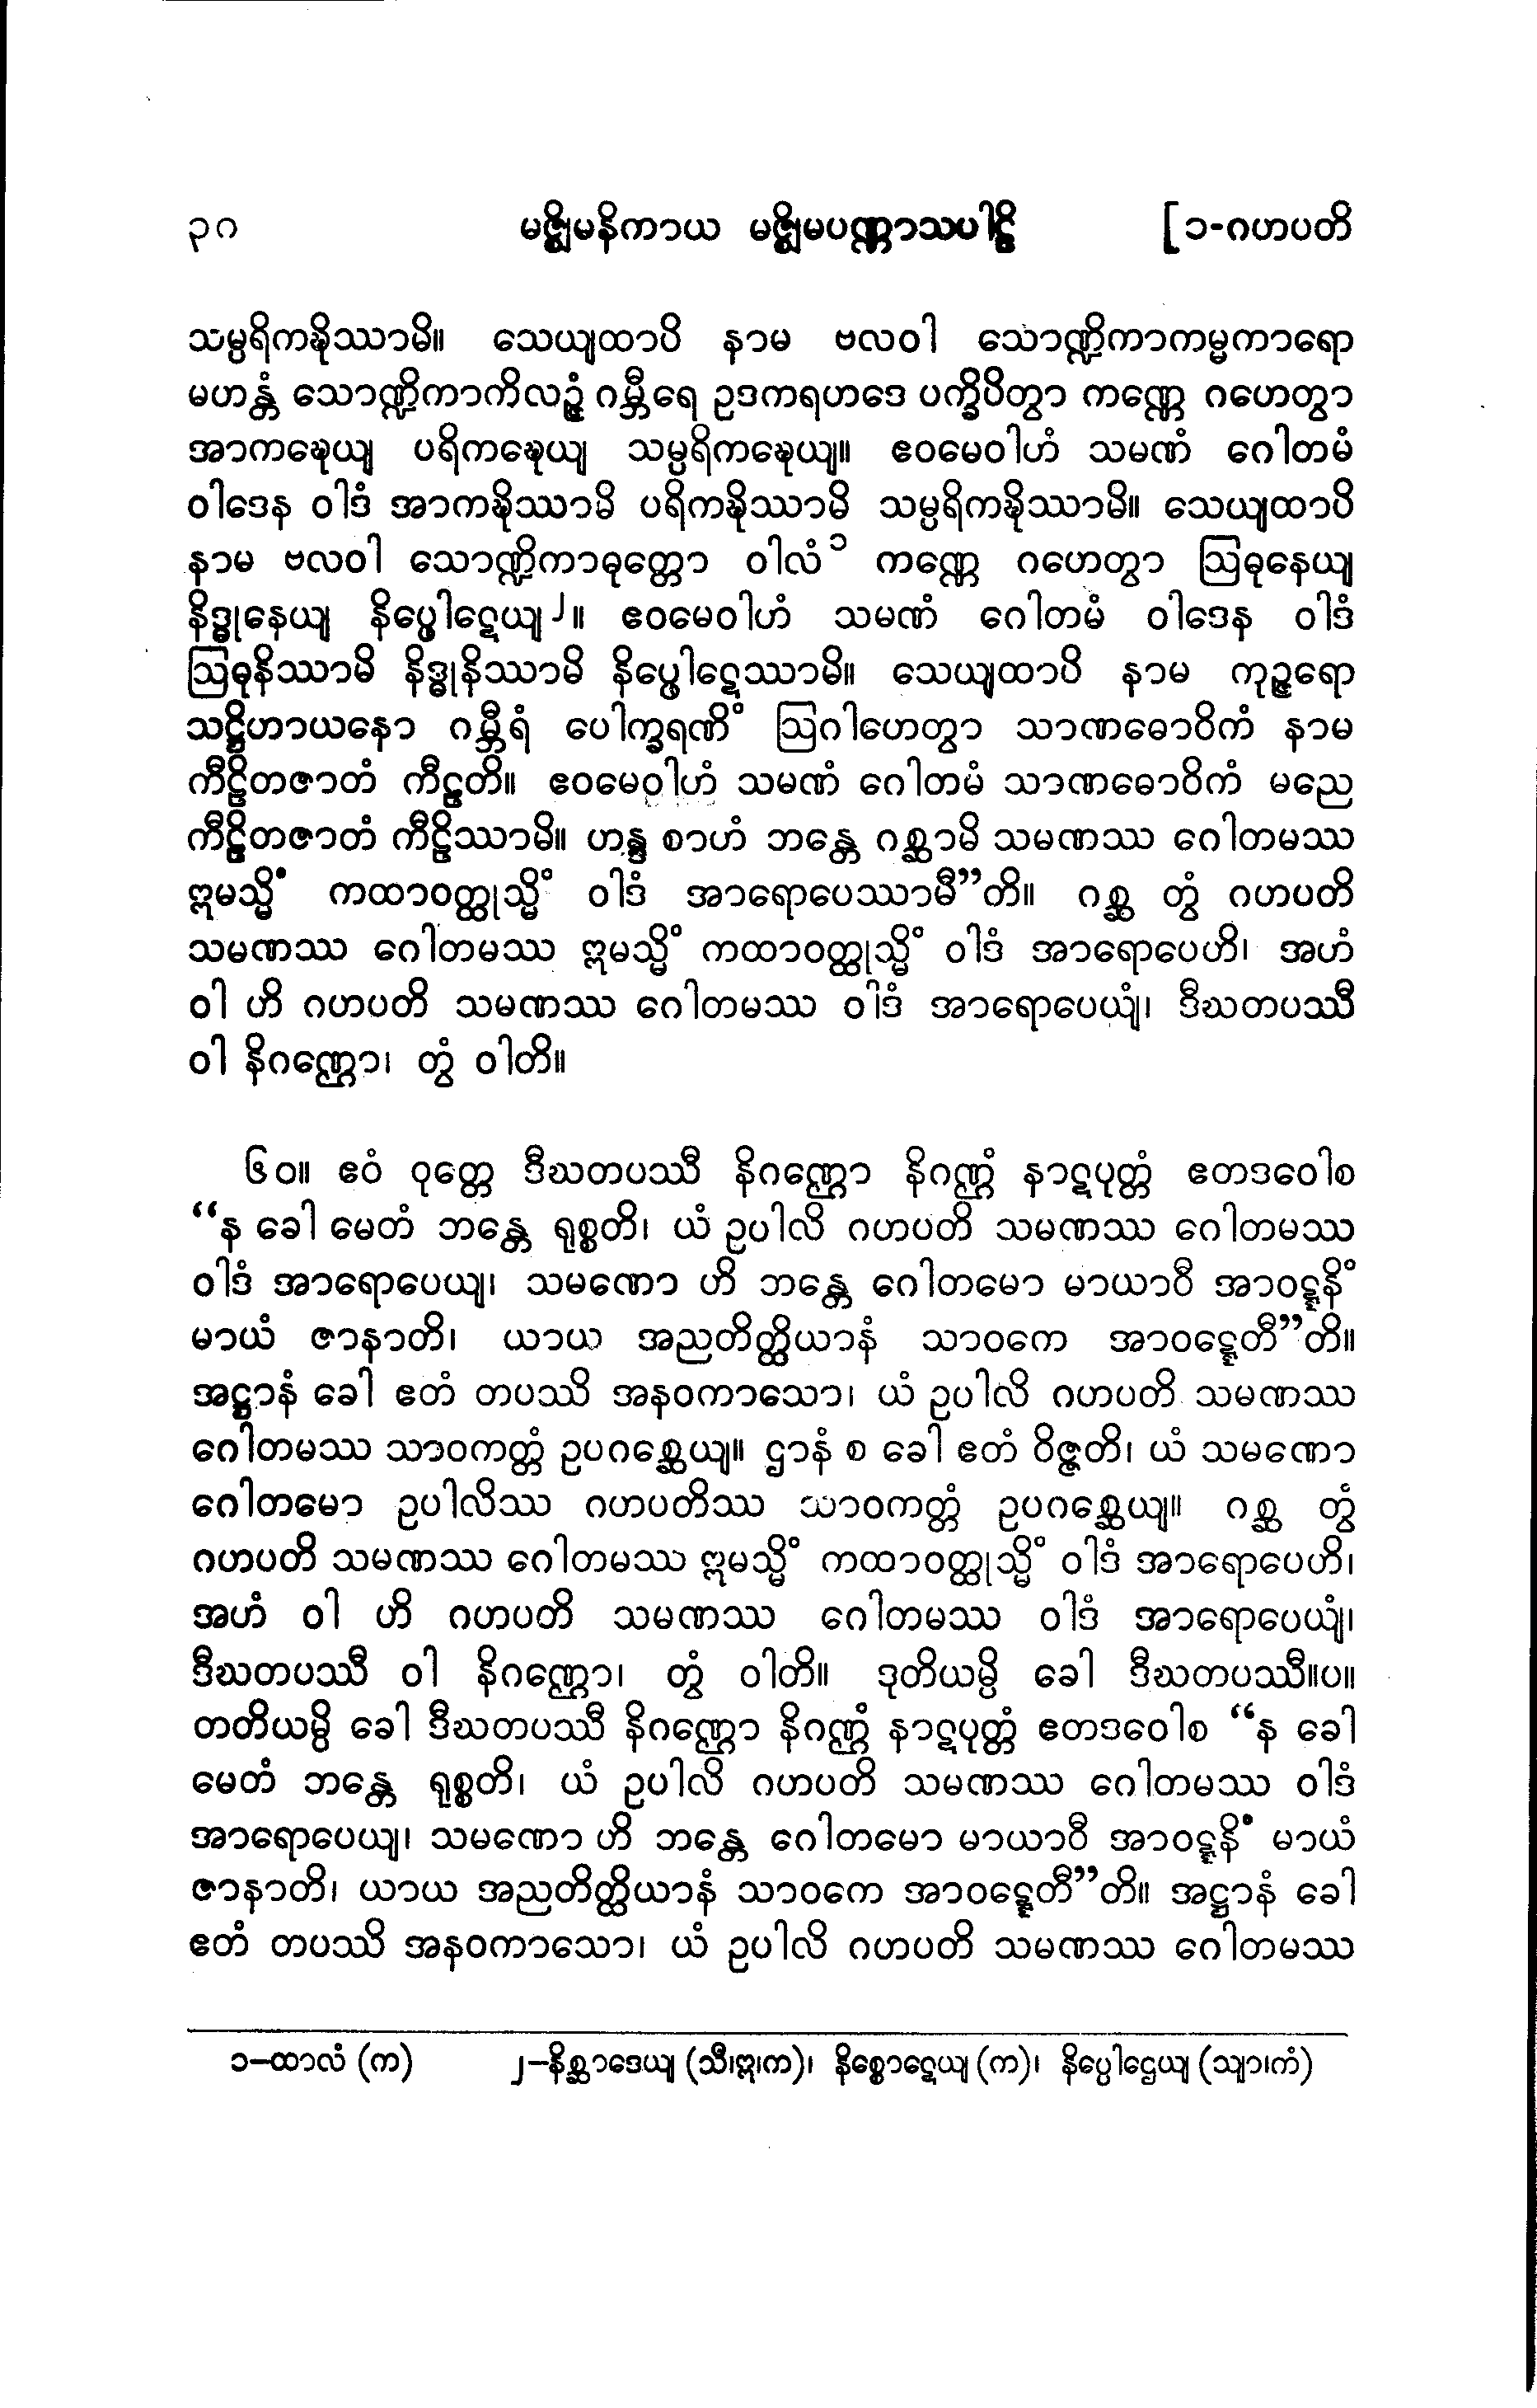 ၃၈ မဇ္ဈိမနိကာယ မဇ္ဈိမပဏ္ဏာသပါဠိ [၁-ဂဟပတိ
သမ္ပရိကဍ္ဎိဿာမိ။ သေယျထာပိ နာမ ဗလဝါ သောဏ္ဍိကာကမ္မကာရော
မဟန္တံ သောဏ္ဍိကာကိလဉ္ဇံ ဂမ္ဘီရေ ဥဒကရဟဒေ ပက္ခိပိတွာ ကဏ္ဏေ ဂဟေတွာ
အာကဍ္ဎေယျ ပရိကဍ္ဎေယျ သမ္ပရိကဍ္ဎေယျ။ ဧဝမေဝါဟံ သမဏံ ဂေါတမံ
ဝါဒေန ဝါဒံ အာကဍ္ဎိဿာမိ ပရိကဍ္ဎိဿာမိ သမ္ပရိကဍ္ဎိဿာမိ။ သေယျထာပိ
နာမ ဗလဝါ သောဏ္ဍိကာဓုတ္တော ဝါလံ ၁ ကဏ္ဏေ ဂဟေတွာ ဩဓုနေယျ
နိဒ္ဓုနေယျ နိပ္ဖေါဋေယျ ၂။ ဧဝမေဝါဟံ သမဏံ ဂေါတမံ ဝါဒေန ဝါဒံ
ဩဓုနိဿာမိ နိဒ္ဓုနိဿာမိ နိပ္ဖေါဋေဿာမိ။ သေယျထာပိ နာမ ကုဉ္ဇရော
သဋ္ဌိဟာယနော ဂမ္ဘီရံ ပေါက္ခရဏိံ ဩဂါဟေတွာ သာဏဓောဝိကံ နာမ
ကီဠိတဇာတံ ကီဠတိ။ ဧဝမေဝါဟံ သမဏံ ဂေါတမံ သာဏဓောဝိကံ မညေ
ကီဠိတဇာတံ ကီဠိဿာမိ။ ဟန္ဒ စာဟံ ဘန္တေ ဂစ္ဆာမိ သမဏဿ ဂေါတမဿ
ဣမသ္မိံ ကထာဝတ္ထုသ္မိံ ဝါဒံ အာရောပေဿာမီ”တိ။ ဂစ္ဆ တွံ ဂဟပတိ
သမဏဿ ဂေါတမဿ ဣမသ္မိံ ကထာဝတ္ထုသ္မိံ ဝါဒံ အာရောပေဟိ၊ အဟံ
ဝါ ဟိ ဂဟပတိ သမဏဿ ဂေါတမဿ ဝါဒံ အာရောပေယျံ၊ ဒီဃတပဿီ
ဝါ နိဂဏ္ဌော၊ တွံ ဝါတိ။
၆၀။ ဧဝံ ဝုတ္တေ ဒီဃတပဿီ နိဂဏ္ဌော နိဂဏ္ဌံ နာဋပုတ္တံ ဧတဒဝေါစ
“န ခေါ မေတံ ဘန္တေ ရုစ္စတိ၊ ယံ ဥပါလိ ဂဟပတိ သမဏဿ ဂေါတမဿ
ဝါဒံ အာရောပေယျ၊ သမဏော ဟိ ဘန္တေ ဂေါတမော မာယာဝီ အာဝဋ္ဋနိံ
မာယံ ဇာနာတိ၊ ယာယ အညတိတ္ထိယာနံ သာဝကေ အာဝဋ္ဋေတီ”တိ။
အဋ္ဌာနံ ခေါ ဧတံ တပဿိ အနဝကာသော၊ ယံ ဥပါလိ ဂဟပတိ သမဏဿ
ဂေါတမဿ သာဝကတ္တံ ဥပဂစ္ဆေယျ။ ဌာနံ စ ခေါ ဧတံ ဝိဇ္ဇတိ၊ ယံ သမဏော
ဂေါတမော ဥပါလိဿ ဂဟပတိဿ သာဝကတ္တံ ဥပဂစ္ဆေယျ။ ဂစ္ဆ တွံ
ဂဟပတိ သမဏဿ ဂေါတမဿ ဣမသ္မိံ ကထာဝတ္ထုသ္မိံ ဝါဒံ အာရောပေဟိ၊
အဟံ ဝါ ဟိ ဂဟပတိ သမဏဿ ဂေါတမဿ ဝါဒံ အာရောပေယျံ၊
ဒီဃတပဿီ ဝါ နိဂဏ္ဌော၊ တွံ ဝါတိ။ ဒုတိယမ္ပိ ခေါ ဒီဃတပဿီ။ပ။
တတိယမ္ပိ ခေါ ဒီဃတပဿီ နိဂဏ္ဌော နိဂဏ္ဌံ နာဋပုတ္တံ ဧတဒဝေါစ “န ခေါ
မေတံ ဘန္တေ ရုစ္စတိ၊ ယံ ဥပါလိ ဂဟပတိ သမဏဿ ဂေါတမဿ ဝါဒံ
အာရောပေယျ၊ သမဏော ဟိ ဘန္တေ ဂေါတမော မာယာဝီ အာဝဋ္ဋနိံ မာယံ
ဇာနာတိ၊ ယာယ အညတိတ္ထိယာနံ သာဝကေ အာဝဋ္ဋေတီ”တိ။ အဋ္ဌာနံ ခေါ
ဧတံ တပဿိ အနဝကာသော၊ ယံ ဥပါလိ ဂဟပတိ သမဏဿ ဂေါတမဿ
၁–ထာလံ (က) ၂–နိစ္ဆာဒေယျ (သီ၊ဣ၊က)၊ နိစ္စောဋေယျ (က)၊ နိပ္ပေါဌေယျ (သျာ၊ကံ)